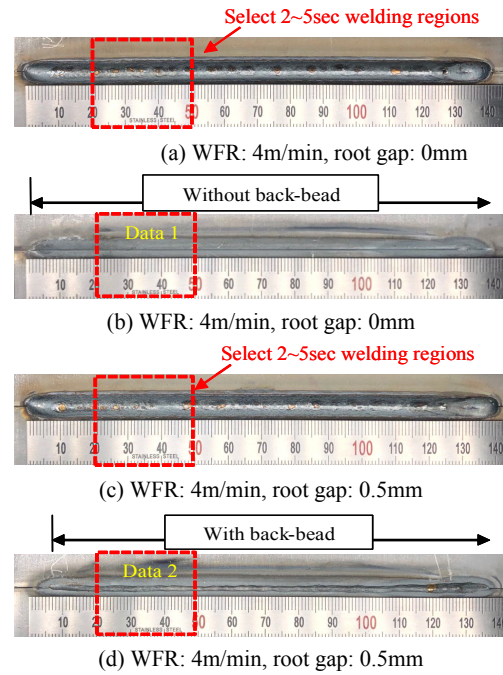 Select 2~5sec welding regions
10 20 30 40 50 60 70 80 90 100 110 120 130 140
STAINLESS STEEL
(a) WFR: 4m/min, root gap: 0mm
Without back-bead
Data 1
10 20 30 40 50 60 70 80 90 100 110 120 130 140
STAINLESS STEEL
(b) WFR: 4m/min, root gap: 0mm
Select 2~5sec welding regions
10 20 30 40 50 60 70 80 90 100 110 120 130 140
STAINLESS STEEL
(c) WFR: 4m/min, root gap: 0.5mm
With back-bead
Data 2
10 20 30 40 50 60 70 80 90 100 110 120 130 140
STAINLESS STEEL
(d) WFR: 4m/min, root gap: 0.5mm